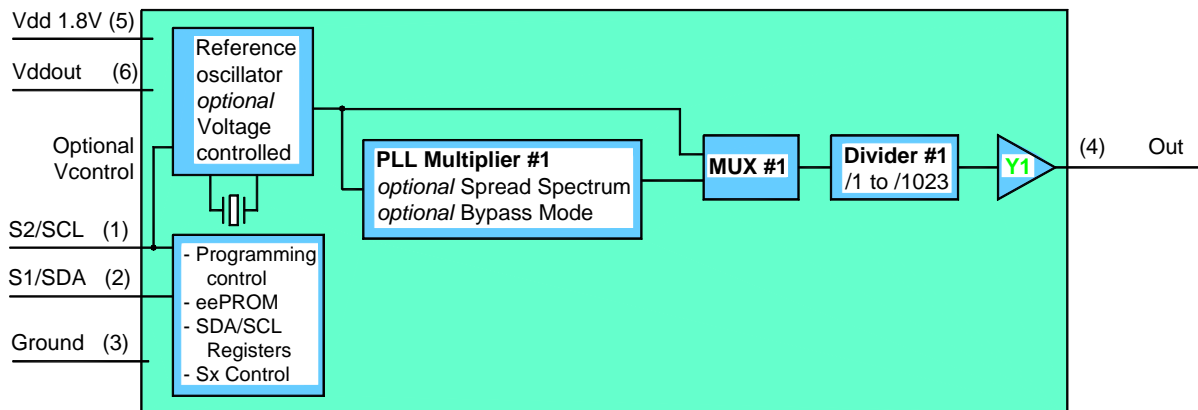 Vdd 1.8V (5)
Vddout (6)
Optional
Vcontrol
S2/SCL (1)
S1/SDA (2)
Ground (3)
Reference
oscillator
optional
Voltage
controlled
- Programming
control
- eePROM
- SDA/SCL
Registers
- Sx Control
PLL Multiplier #1
optional Spread Spectrum
optional Bypass Mode
MUX #1
Divider #1
/1 to /1023
Y1
(4) Out